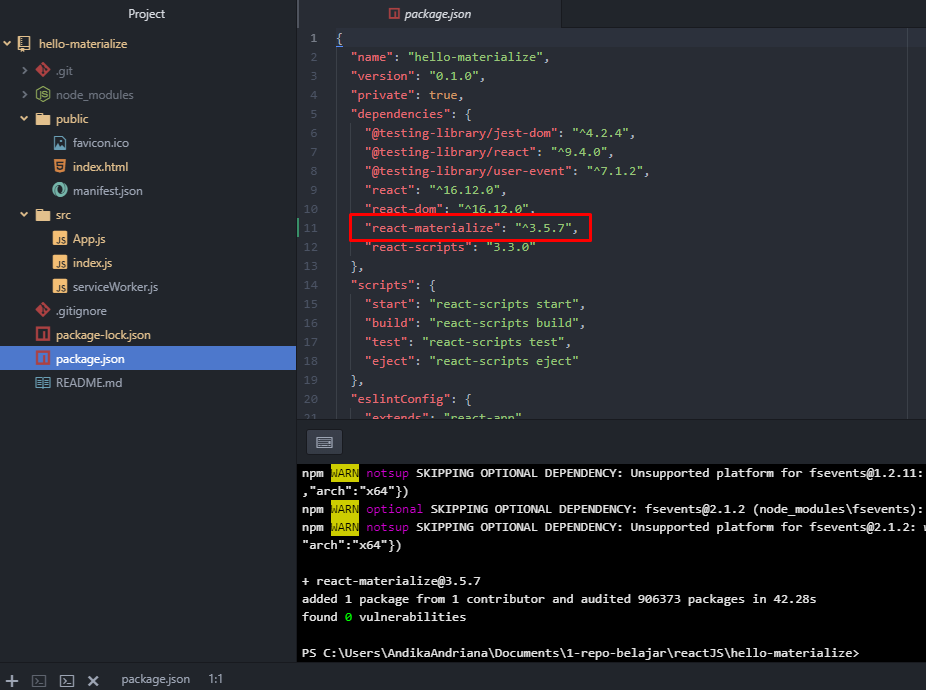 Project
hello-materialize
.git
node_modules
public
favicon.ico
index.html
manifest.json
src
App.js
index.js
serviceWorker.js
.gitignore
package-lock.json
package.json
README.md
package.json
1 {
2 "name": "hello-materialize",
3 "version": "0.1.0",
4 "private": true,
5 "dependencies": {
6 "@testing-library/jest-dom": "^4.2.4",
7 "@testing-library/react": "^9.4.0",
8 "@testing-library/user-event": "^7.1.2",
9 "react": "^16.12.0",
10 "react-dom": "^16.12.0",
11 "react-materialize": "^3.5.7",
12 "react-scripts": "3.3.0"
13 },
14 "scripts": {
15 "start": "react-scripts start",
16 "build": "react-scripts build",
17 "test": "react-scripts test",
18 "eject": "react-scripts eject"
19 },
20 "eslintConfig": {
21 "extends": "react-app"
npm WARN notsup SKIPPING OPTIONAL DEPENDENCY: Unsupported platform for fsevents@1.2.11:
,"arch":"x64"})
npm WARN optional SKIPPING OPTIONAL DEPENDENCY: fsevents@2.1.2 (node_modules\fsevents):
npm WARN notsup SKIPPING OPTIONAL DEPENDENCY: Unsupported platform for fsevents@2.1.2:
"arch":"x64"})
+ react-materialize@3.5.7
added 1 package from 1 contributor and audited 906373 packages in 42.28s
found 0 vulnerabilities
PS C:\Users\AndikaAndriana\Documents\1-repo-belajar\reactJS\hello-materialize>
package.json 1:1